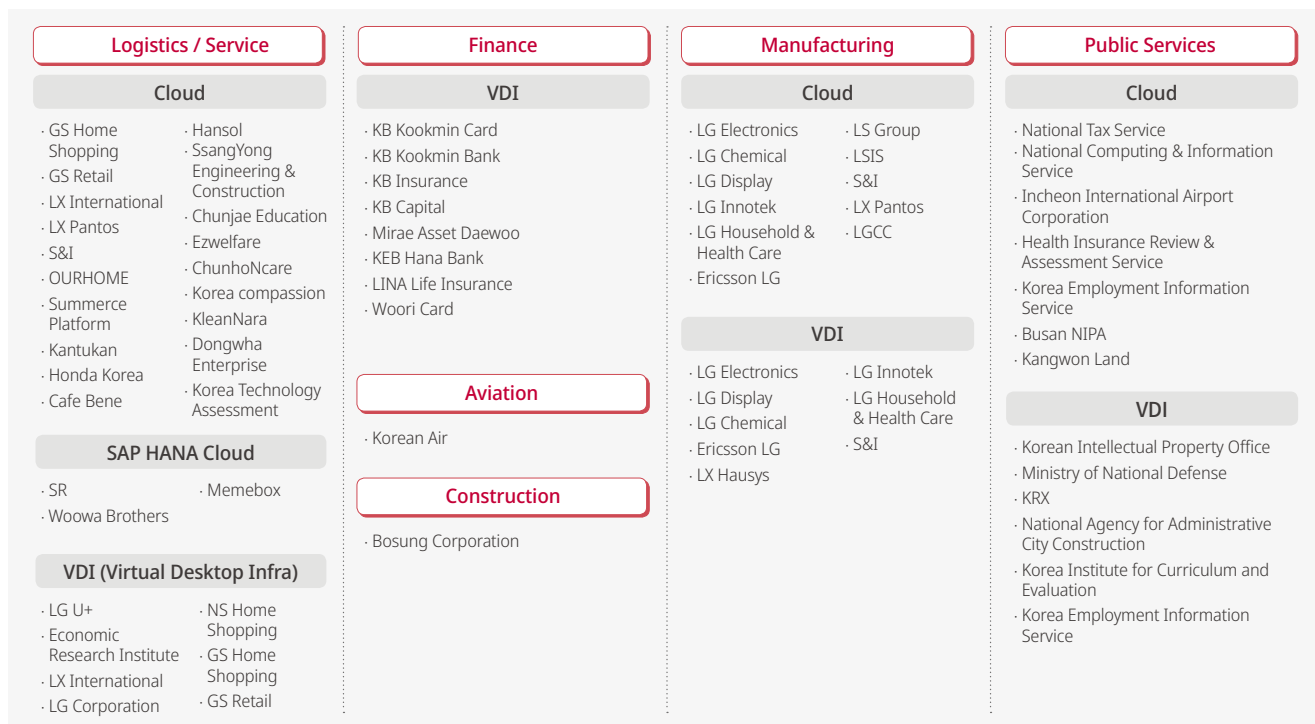 Logistics / Service
Cloud
· GS Home
Shopping
· GS Retail
· LX International
· LX Pantos
· S&I
· OURHOME
· Summerce
Platform
· Kantukan
· Honda Korea
· Cafe Bene
· Hansol
· SsangYong
Engineering &
Construction
· Chunjae Education
· Ezwelfare
· ChunhoNcare
· Korea compassion
· KleanNara
· Dongwha
Enterprise
· Korea Technology
Assessment
SAP HANA Cloud
· SR
· Woowa Brothers
· Memebox
VDI (Virtual Desktop Infra)
· LG U+
· Economic
Research Institute
· LX International
· LG Corporation
· NS Home
Shopping
· GS Home
Shopping
· GS Retail
Finance
VDI
· KB Kookmin Card
· KB Kookmin Bank
· KB Insurance
· KB Capital
· Mirae Asset Daewoo
· KEB Hana Bank
· LINA Life Insurance
· Woori Card
Aviation
· Korean Air
Construction
· Bosung Corporation
Manufacturing
Cloud
· LG Electronics
· LG Chemical
· LG Display
· LG Innotek
· LG Household &
Health Care
· Ericsson LG
· LS Group
· LSIS
· S&I
· LX Pantos
· LGCC
VDI
· LG Electronics
· LG Display
· LG Chemical
· Ericsson LG
· LX Hausys
· LG Innotek
· LG Household
& Health Care
· S&I
Public Services
Cloud
· National Tax Service
· National Computing & Information
Service
· Incheon International Airport
Corporation
· Health Insurance Review &
Assessment Service
· Korea Employment Information
Service
· Busan NIPA
· Kangwon Land
VDI
· Korean Intellectual Property Office
· Ministry of National Defense
· KRX
· National Agency for Administrative
City Construction
· Korea Institute for Curriculum and
Evaluation
· Korea Employment Information
Service